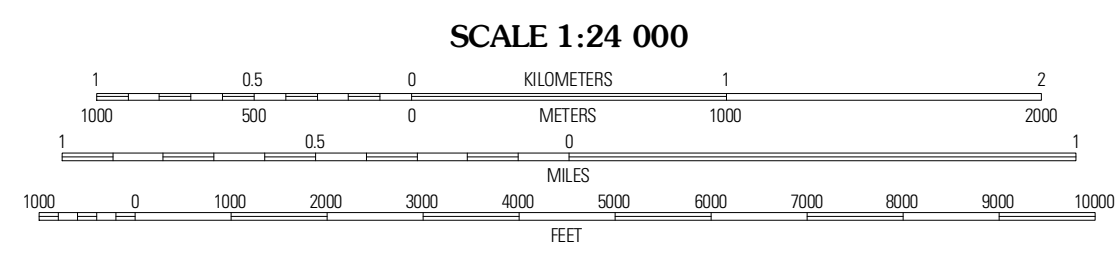 SCALE 1:24 000
1 0.5 0 KILOMETERS 1 2
1000 500 0 METERS 1000 2000
1 0.5 0 1
MILES
1000 0 1000 2000 3000 4000 5000 6000 7000 8000 9000 10000
FEET